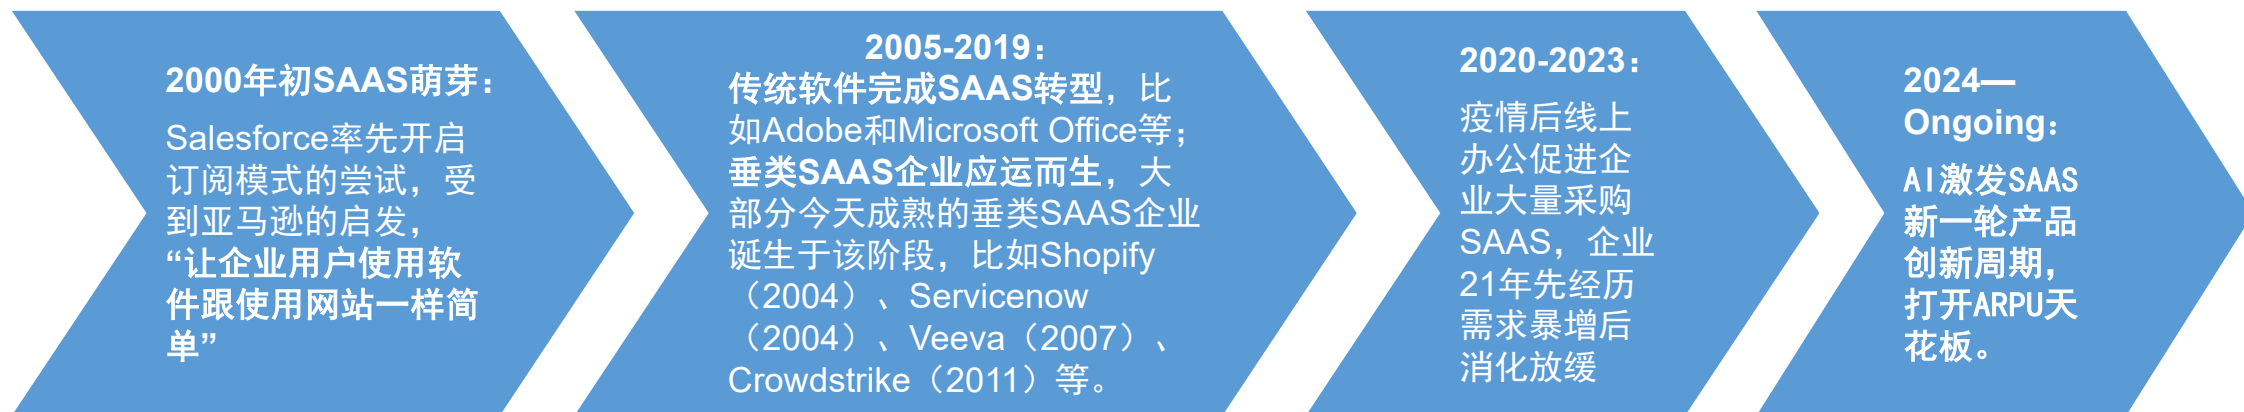 2000年初SAAS萌芽：
Salesforce率先开启
订阅模式的尝试，受
到亚马逊的启发，
“让企业用户使用软
件跟使用网站一样简
单”
2005-2019：
传统软件完成SAAS转型，比
如Adobe和Microsoft Office等；
垂类SAAS企业应运而生，大
部分今天成熟的垂类SAAS企业
诞生于该阶段，比如Shopify
（2004）、Servicenow
（2004）、Veeva（2007）、
Crowdstrike（2011）等。
2020-2023：
疫情后线上
办公促进企
业大量采购
SAAS，企业
21年先经历
需求暴增后
消化放缓
2024—
Ongoing：
AI激发SAAS
新一轮产品
创新周期，
打开ARPU天
花板。